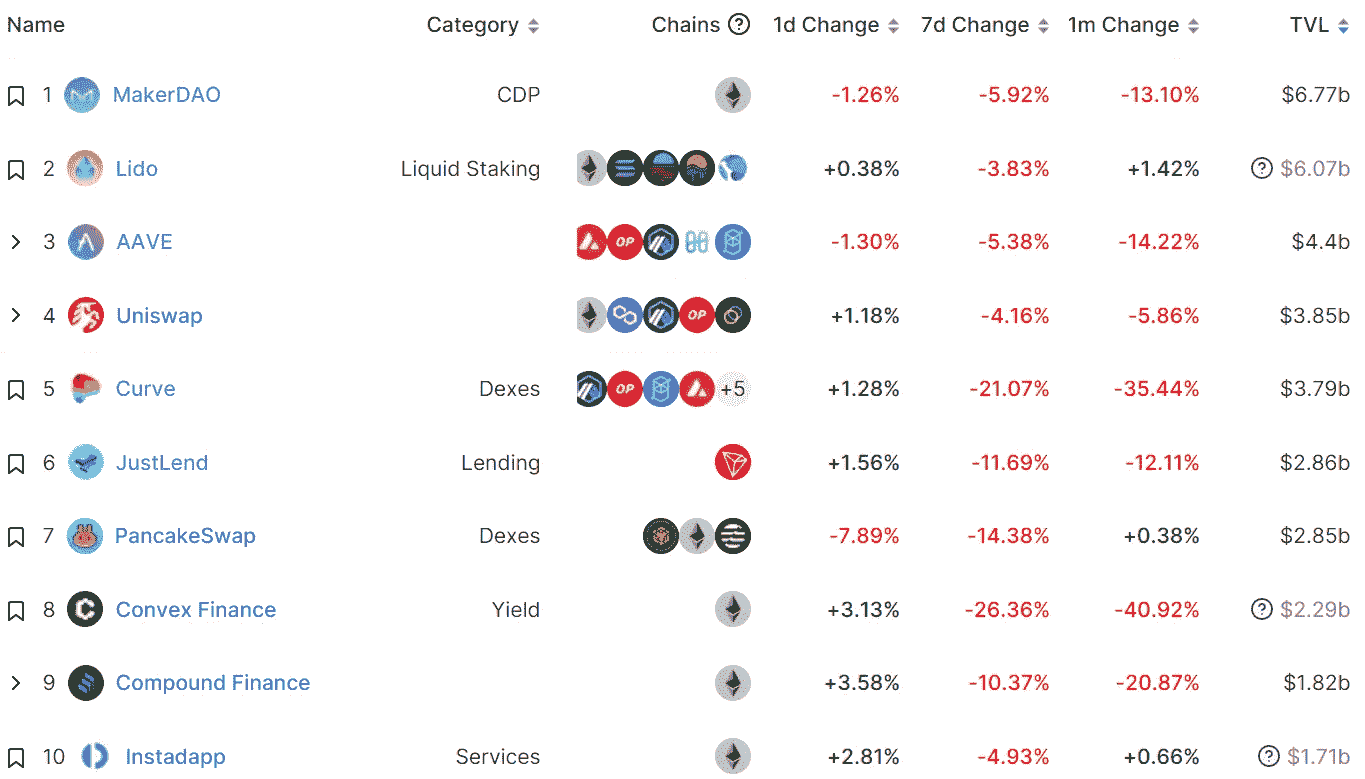 Name Category Chains ? 1d Change 7d Change 1m Change TVL
1 MakerDAO CDP -1.26% -5.92% -13.10% $6.77b
2 Lido Liquid Staking +0.38% -3.83% +1.42% ? $6.07b
3 AAVE OP -1.30% -5.38% -14.22% $4.4b
4 Uniswap OP +1.18% -4.16% -5.86% $3.85b
5 Curve Dexes OP +5 +1.28% -21.07% -35.44% $3.79b
6 JustLend Lending +1.56% -11.69% -12.11% $2.86b
7 PancakeSwap Dexes -7.89% -14.38% +0.38% $2.85b
8 Convex Finance Yield +3.13% -26.36% -40.92% ? $2.29b
9 Compound Finance +3.58% -10.37% -20.87% $1.82b
10 Instadapp Services +2.81% -4.93% +0.66% ? $1.71b